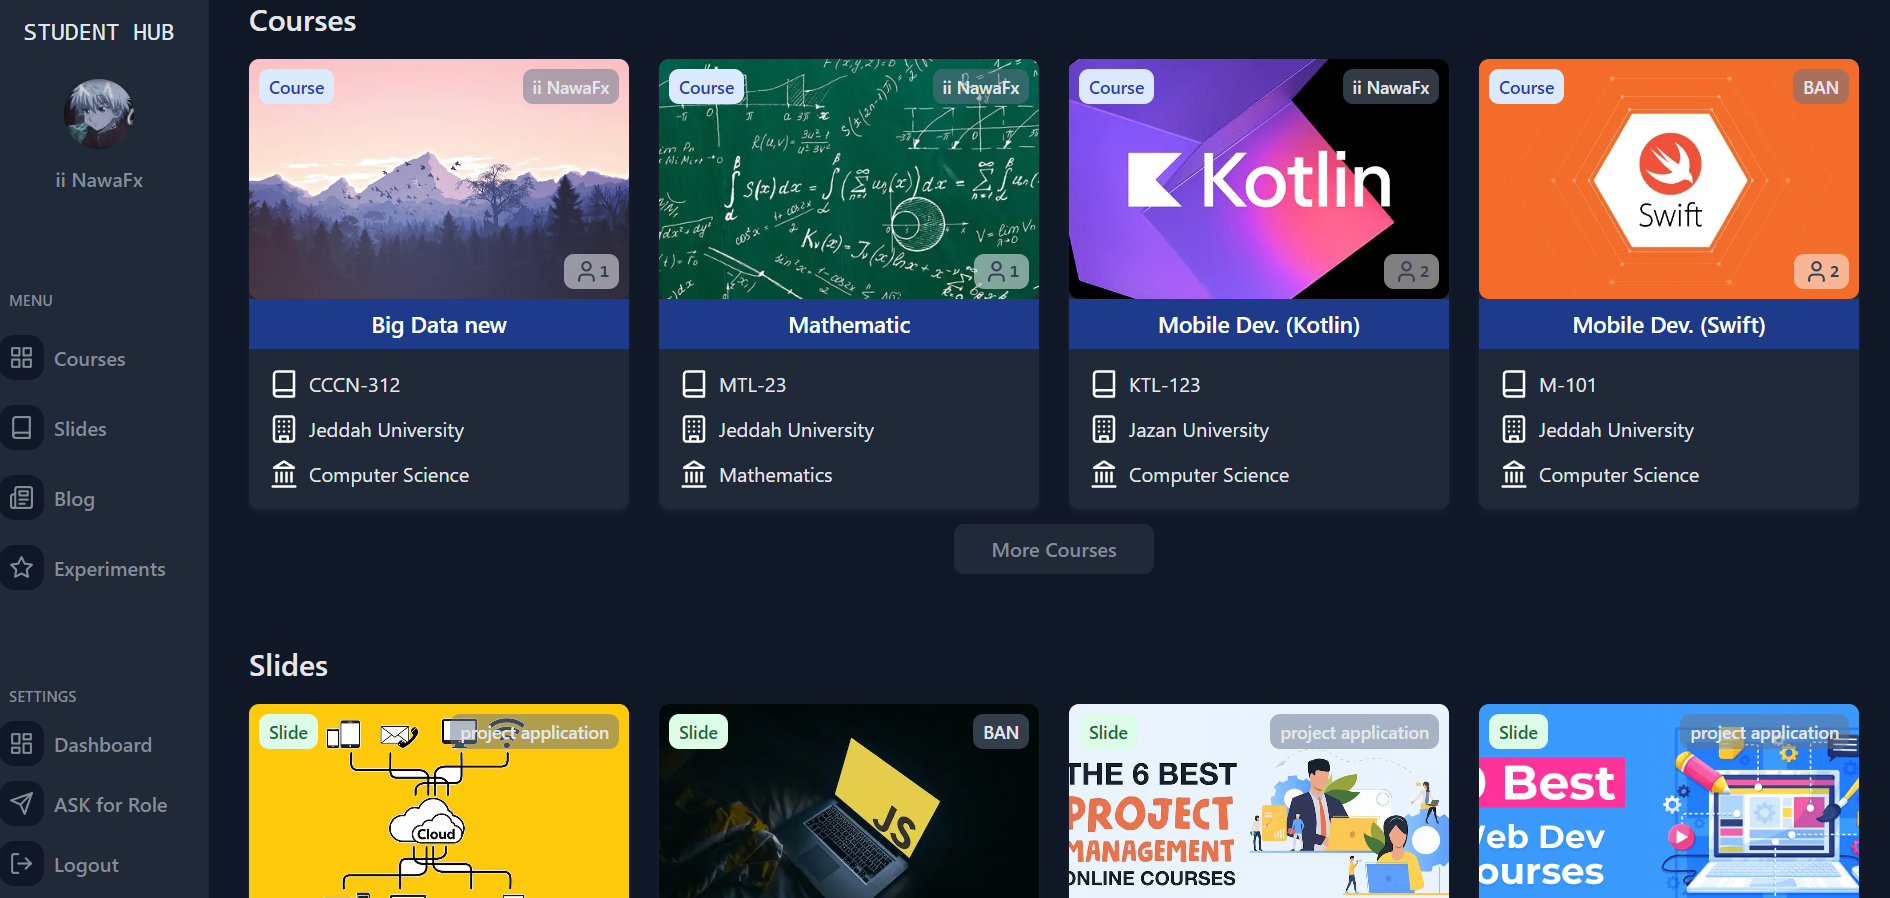 STUDENT HUB
ii NawaFx
MENU
Courses
Slides
Blog
Experiments
SETTINGS
Dashboard
ASK for Role
Logout
Courses
Course
ii NawaFx
1
Big Data new
CCCN-312
Jeddah University
Computer Science
Course
ii NawaFx
1
Mathematic
MTL-23
Jeddah University
Mathematics
Course
ii NawaFx
Kotlin
2
Mobile Dev. (Kotlin)
KTL-123
Jazan University
Computer Science
Course
BAN
Swift
2
Mobile Dev. (Swift)
M-101
Jeddah University
Computer Science
More Courses
Slides
Slide
project application
Cloud
Slide
BAN
JS
Slide
project application
THE 6 BEST
PROJECT
MANAGEMENT
ONLINE COURSES
Slide
project application
Best
Web Dev
ourses